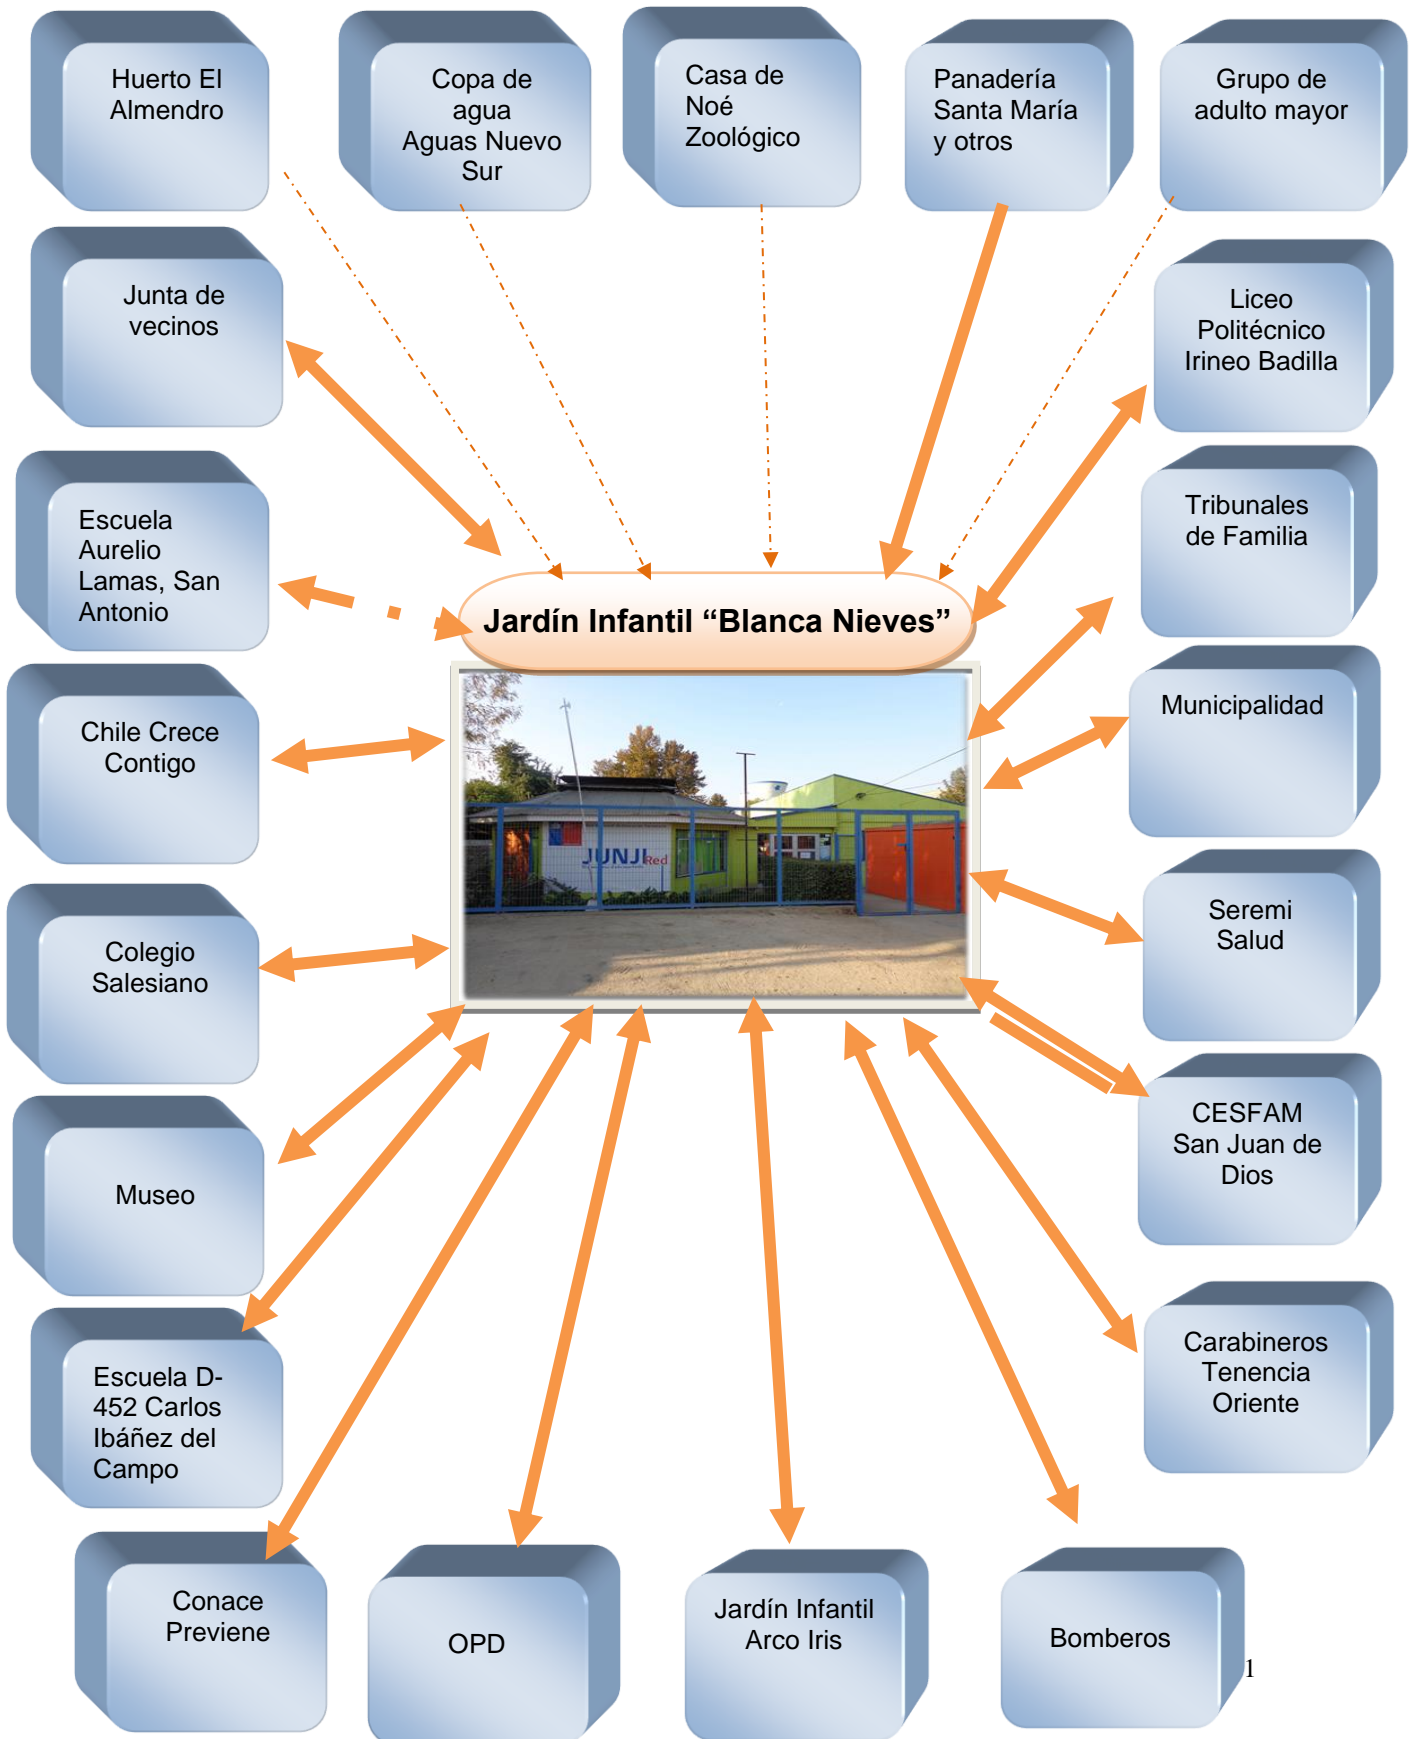 Huerto El
Almendro
Copa de
agua
Aguas Nuevo
Sur
Casa de
Noé
Zoológico
Panadería
Santa María
y otros
Grupo de
adulto mayor
Junta de
vecinos
Liceo
Politécnico
Irineo Badilla
Escuela
Aurelio
Lamas, San
Antonio
Tribunales
de Familia
Jardín Infantil “Blanca Nieves”
Chile Crece
Contigo
Municipalidad
JUNJI Red
Colegio
Salesiano
Seremi
Salud
Museo
CESFAM
San Juan de
Dios
Escuela D-
452 Carlos
Ibáñez del
Campo
Carabineros
Tenencia
Oriente
Conace
Previene
OPD
Jardín Infantil
Arco Iris
Bomberos
1